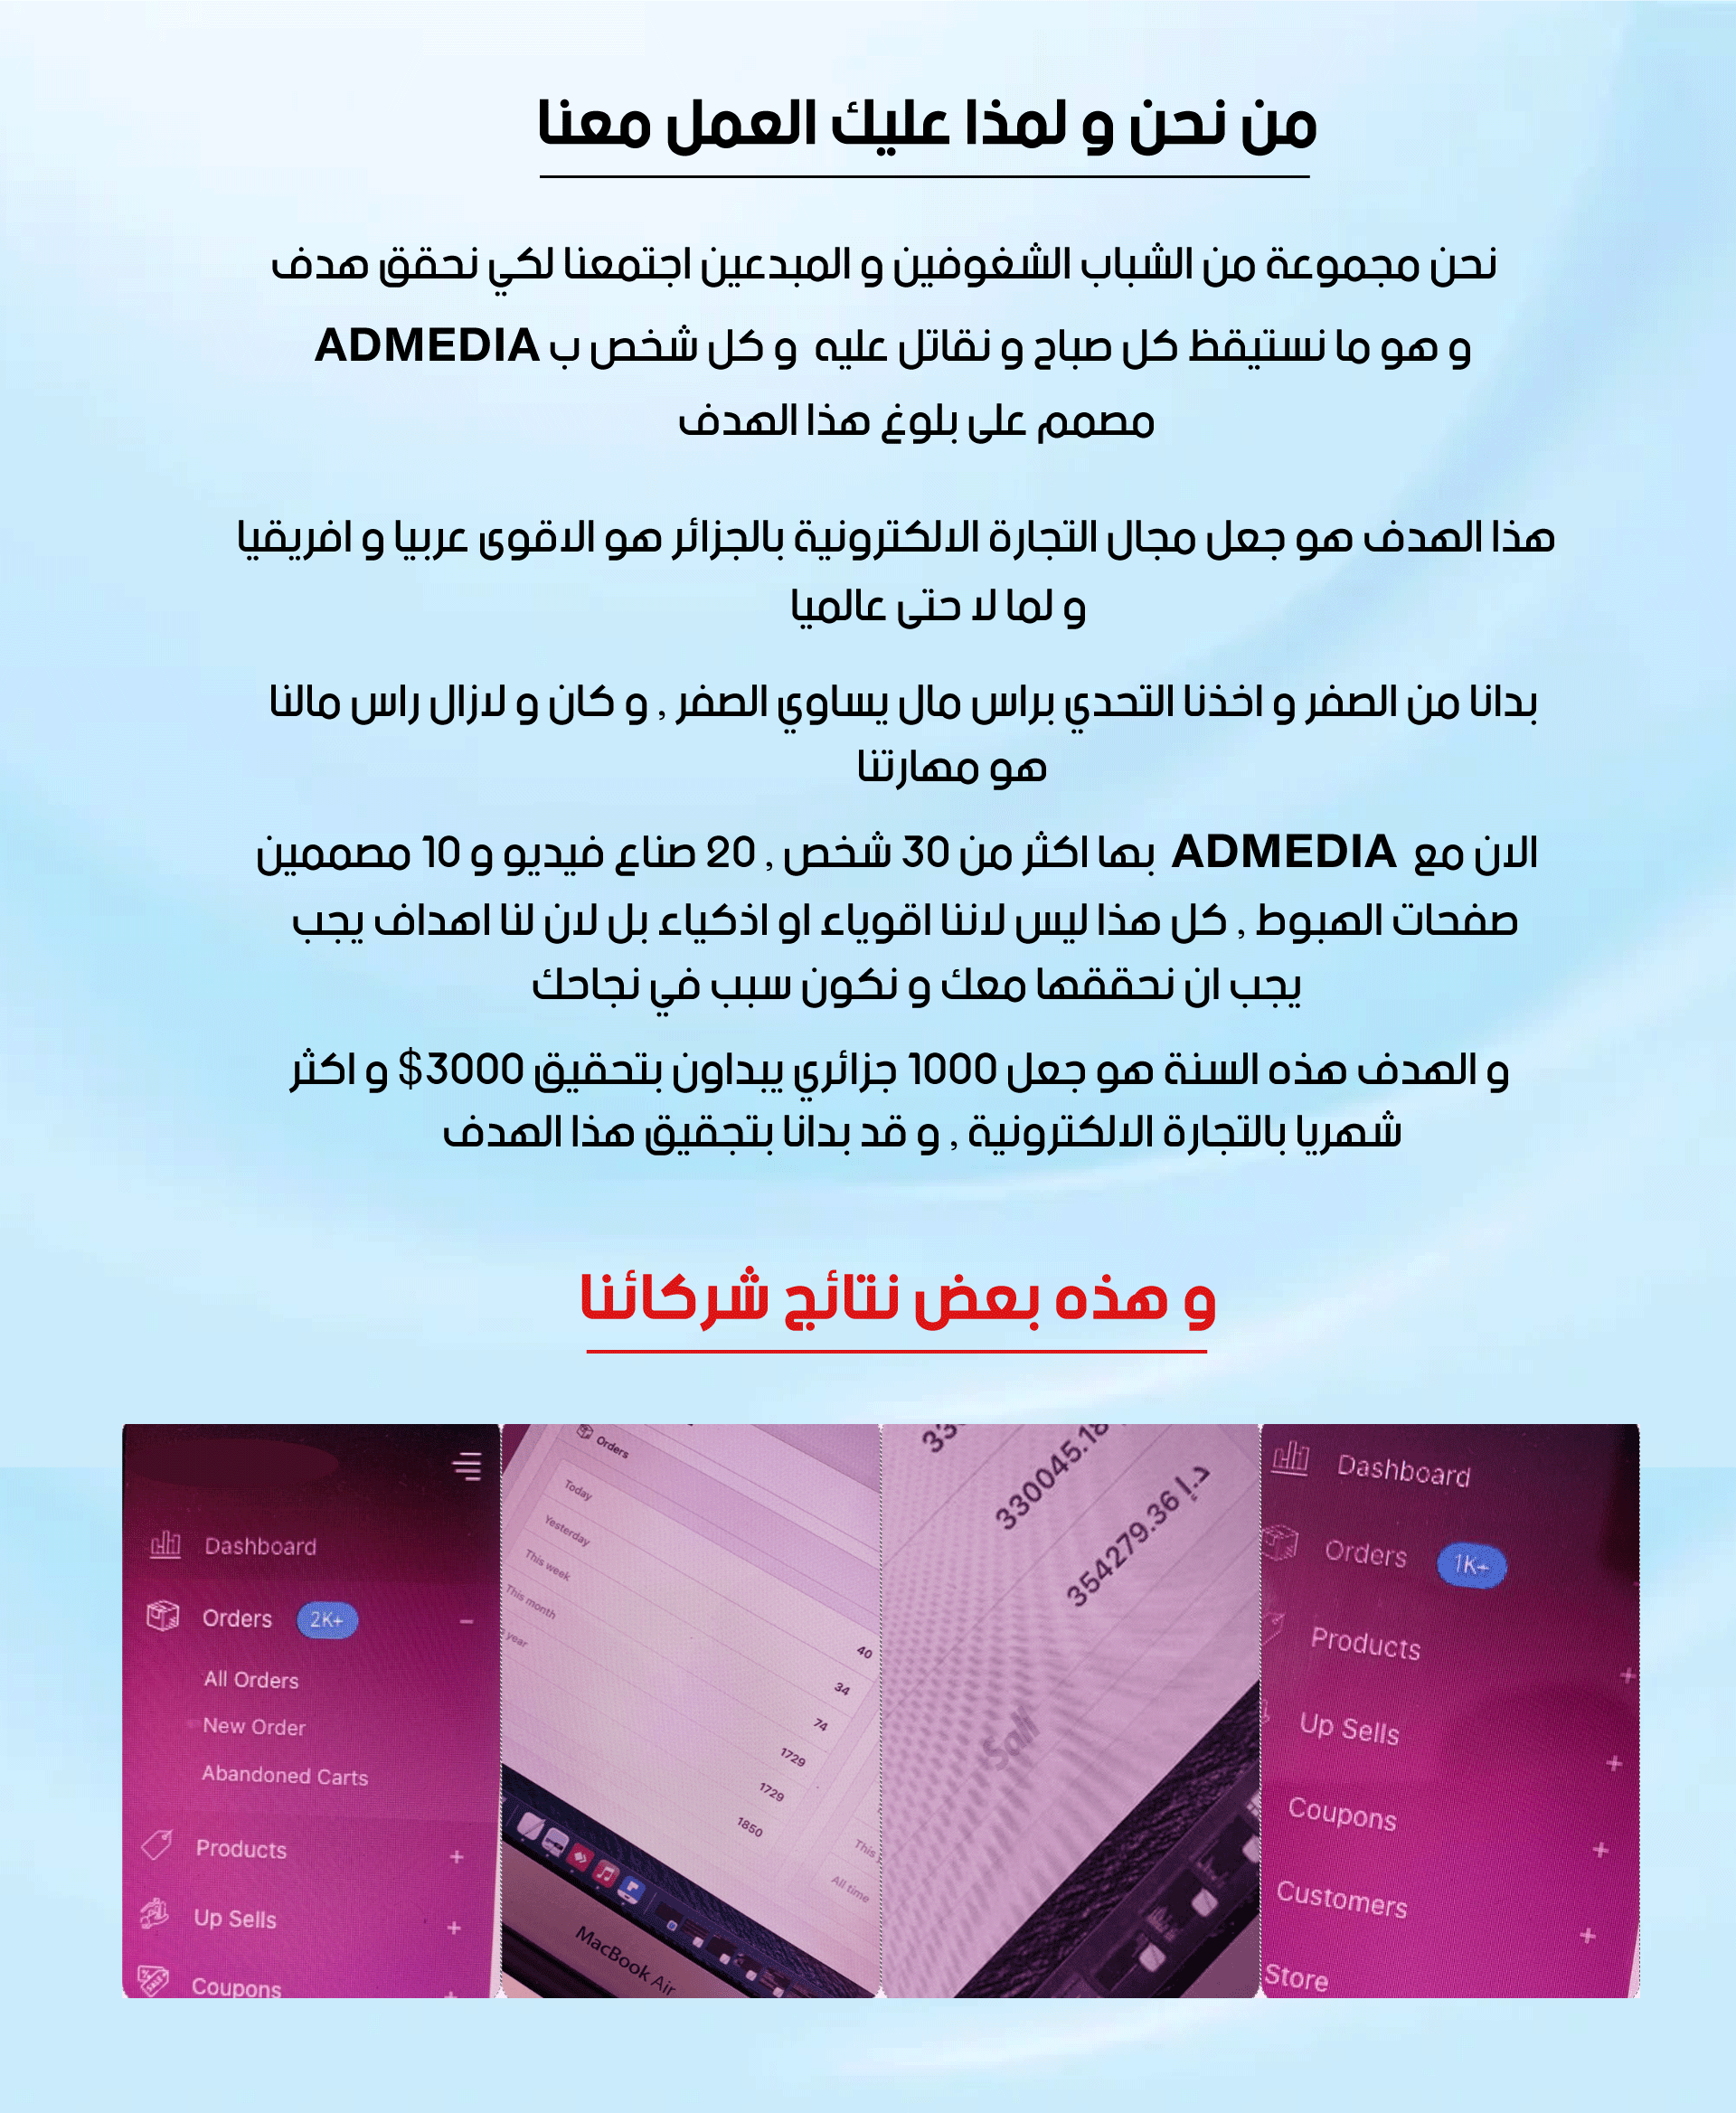 من نحن و لمذا عليك العمل معنا
نحن مجموعة من الشباب الشغوفين و المبدعين اجتمعنا لكي نحقق هدف
و هو ما نستيقظ كل صباح و نقاتل عليه و كل شخص ب ADMEDIA
مصمم على بلوغ هذا الهدف
هذا الهدف هو جعل مجال التجارة الالكترونية بالجزائر هو الاقوى عربيا و افريقيا
و لما لا حتى عالميا
بدانا من الصفر و اخذنا التحدي براس مال يساوي الصفر , و كان و لازال راس مالنا
هو مهارتنا
الان مع ADMEDIA بها اكثر من 30 شخص , 20 صناع فيديو و 10 مصممين
صفحات الهبوط , كل هذا ليس لاننا اقوياء او اذكياء بل لان لنا اهداف يجب
يجب ان نحققها معك و نكون سبب في نجاحك
و الهدف هذه السنة هو جعل 1000 جزائري يبداون بتحقيق 3000$ و اكثر
شهريا بالتجارة الالكترونية , و قد بدانا بتجقيق هذا الهدف
و هذه بعض نتائج شركائنا
Dashboard
Orders 2K+
All Orders
New Order
Abandoned Carts
Products
Up Sells
Coupons
Orders
Today
Yesterday
This week
This month
year
40
34
74
1729
1729
1850
This
All time
MacBook Air
330045.18
354279.36 د.إ
Dashboard
Orders 1K+
Products
Up Sells
Coupons
Customers
Store